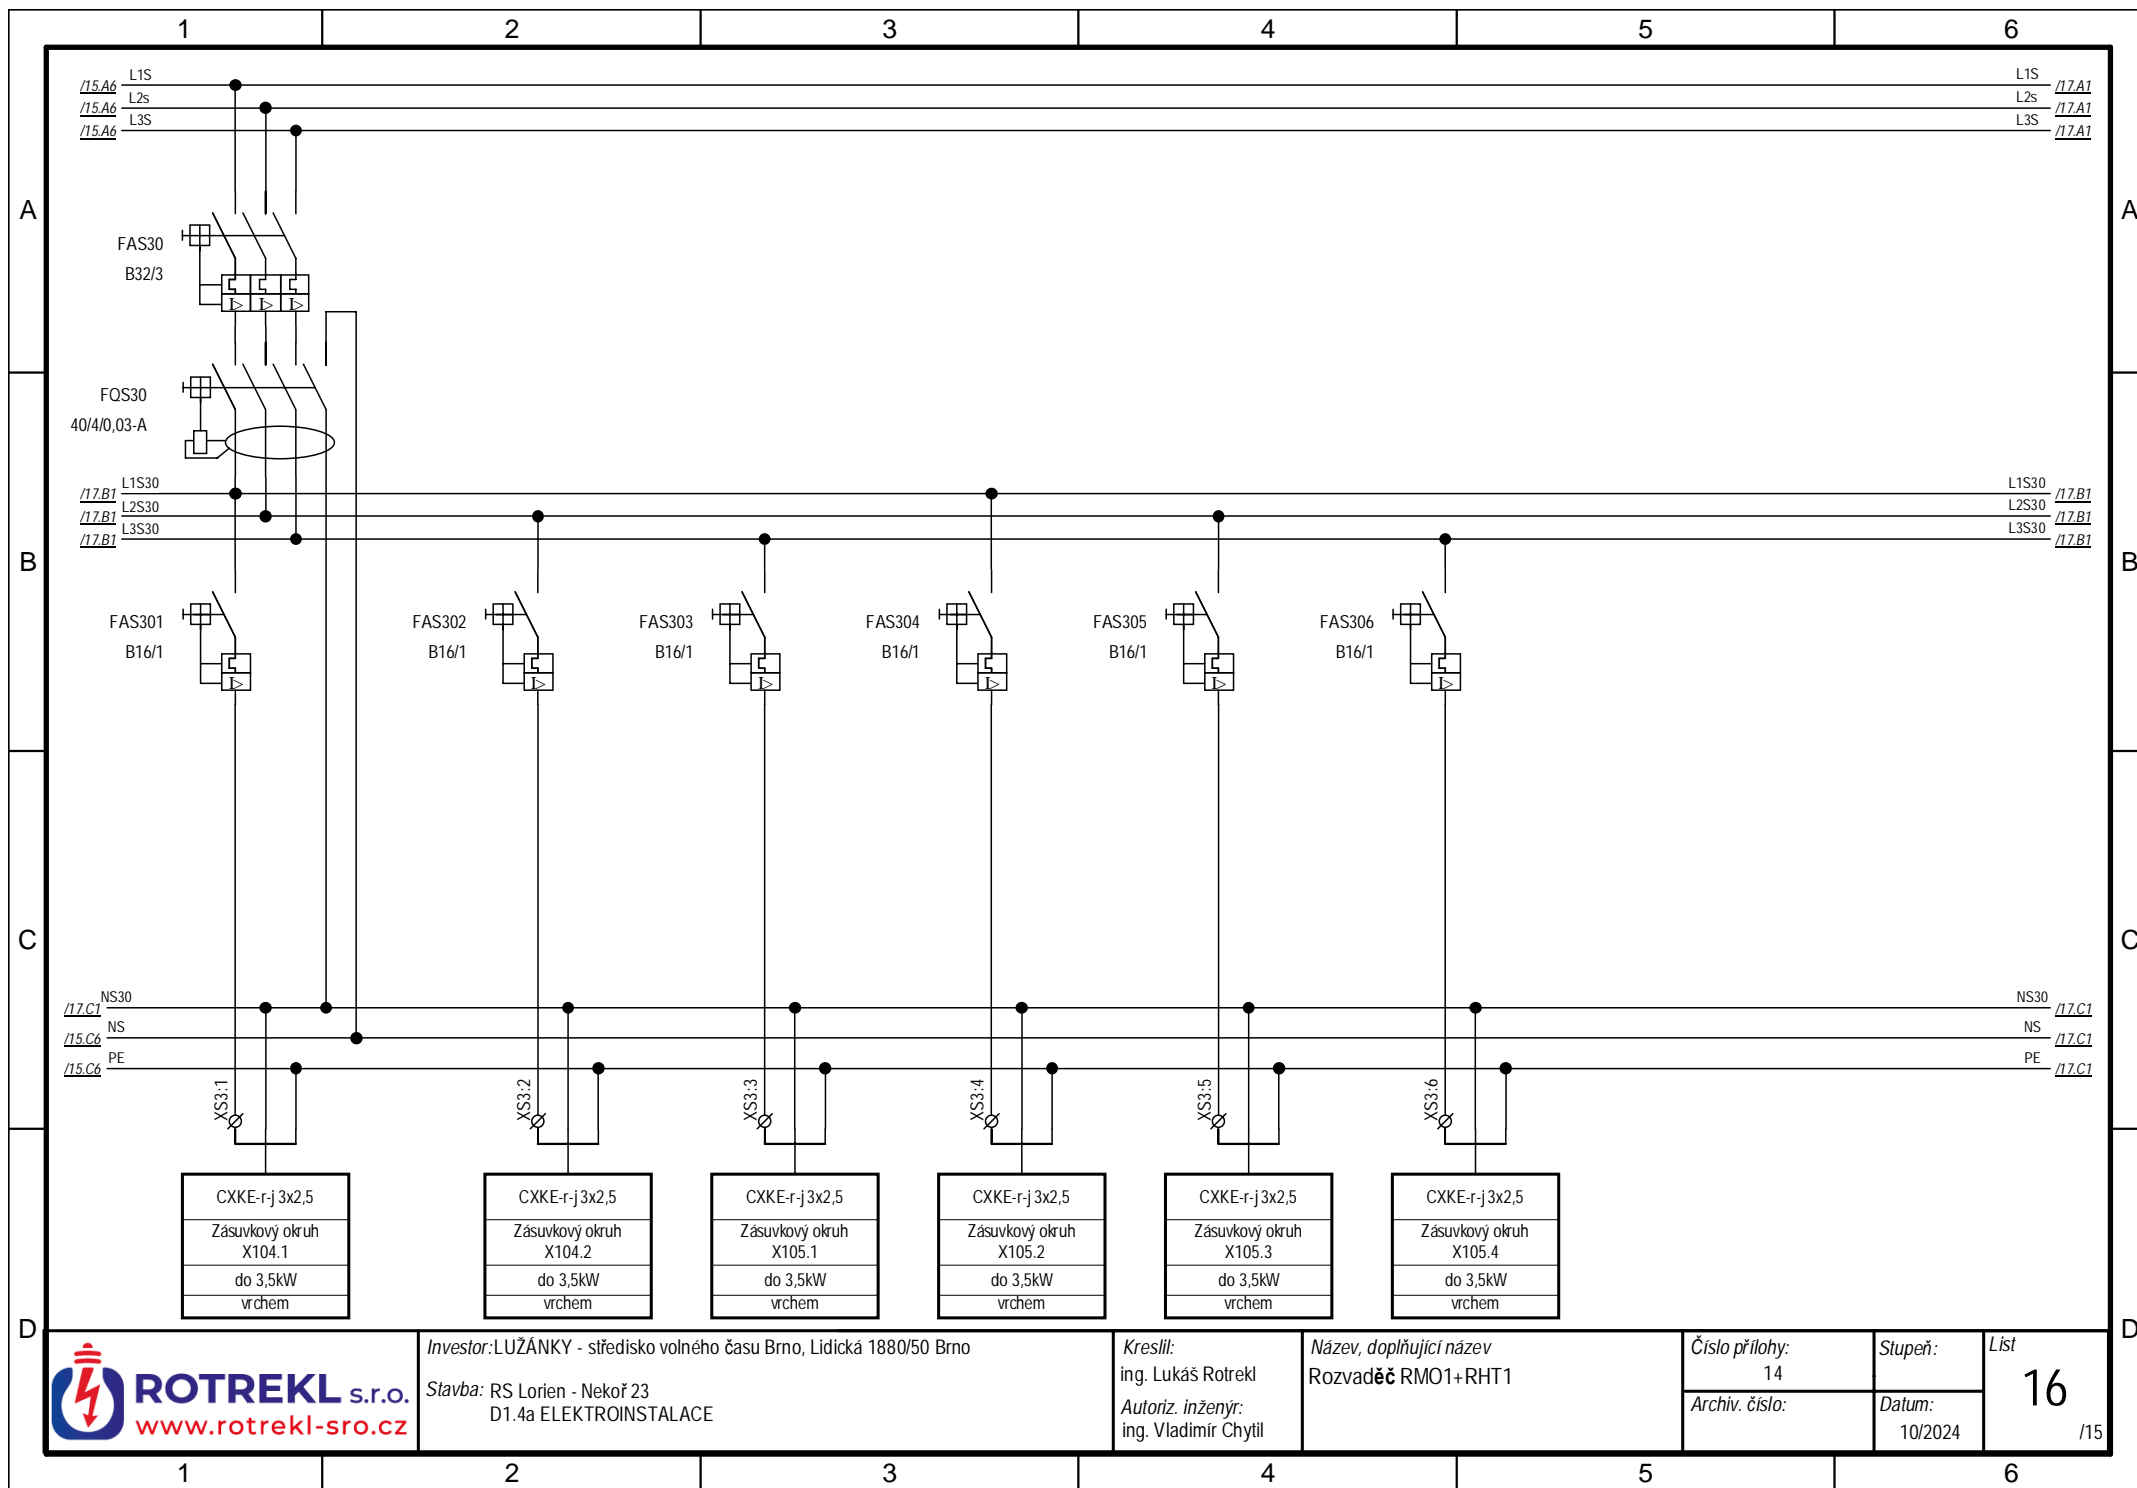 1 2 3 4 5 6
L1S L1S
/15.A6 /17.A1
L2s L2s
/15.A6 /17.A1
L3S L3S
/15.A6 /17.A1
A A
FAS30
B32/3
I> I> I>
FQS30
40/4/0,03-A
L1S30 L1S30
/17.B1 /17.B1
L2S30 L2S30
/17.B1 /17.B1
L3S30 L3S30
/17.B1 /17.B1
B B
FAS301 FAS302 FAS303 FAS304 FAS305 FAS306
B16/1 B16/1 B16/1 B16/1 B16/1 B16/1
I> I> I> I> I> I>
C C
NS30 NS30
/17.C1 /17.C1
NS NS
/15.C6 /17.C1
PE PE
/15.C6 /17.C1
XS3:1 XS3:2 XS3:3 XS3:4 XS3:5 XS3:6
CXKE-r-j 3x2,5 CXKE-r-j 3x2,5 CXKE-r-j 3x2,5 CXKE-r-j 3x2,5 CXKE-r-j 3x2,5 CXKE-r-j 3x2,5
Zásuvkový okruh Zásuvkový okruh Zásuvkový okruh Zásuvkový okruh Zásuvkový okruh Zásuvkový okruh
X104.1 X104.2 X105.1 X105.2 X105.3 X105.4
do 3,5kW do 3,5kW do 3,5kW do 3,5kW do 3,5kW do 3,5kW
vrchem vrchem vrchem vrchem vrchem vrchem
D D
ROTREKL s.r.o.
www.rotrekl-sro.cz
Investor: LUŽÁNKY - středisko volného času Brno, Lidická 1880/50 Brno
Stavba: RS Lorien - Nekoř 23
D1.4a ELEKTROINSTALACE
Kreslil:
ing. Lukáš Rotrekl
Autoriz. inženýr:
ing. Vladimír Chytil
Název, doplňující název
Rozvaděč RMO1+RHT1
Číslo přílohy:
14
Archiv. číslo:
Stupeň:
Datum:
10/2024
List
16
/15
1 2 3 4 5 6